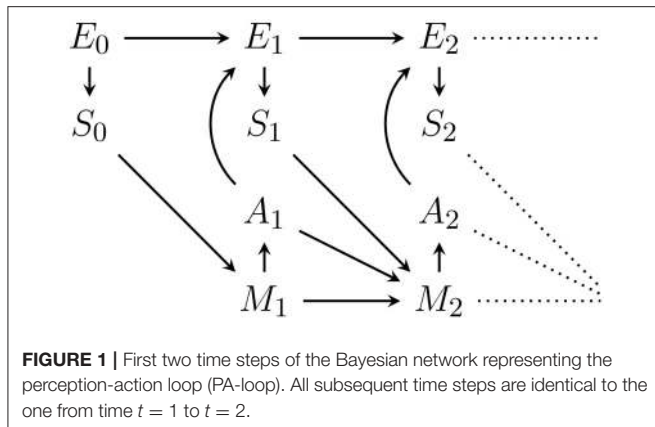 E₀ E₁ E₂
S₀ S₁ S₂
A₁ A₂
M₁ M₂
FIGURE 1 | First two time steps of the Bayesian network representing the
perception-action loop (PA-loop). All subsequent time steps are identical to the
one from time t = 1 to t = 2.